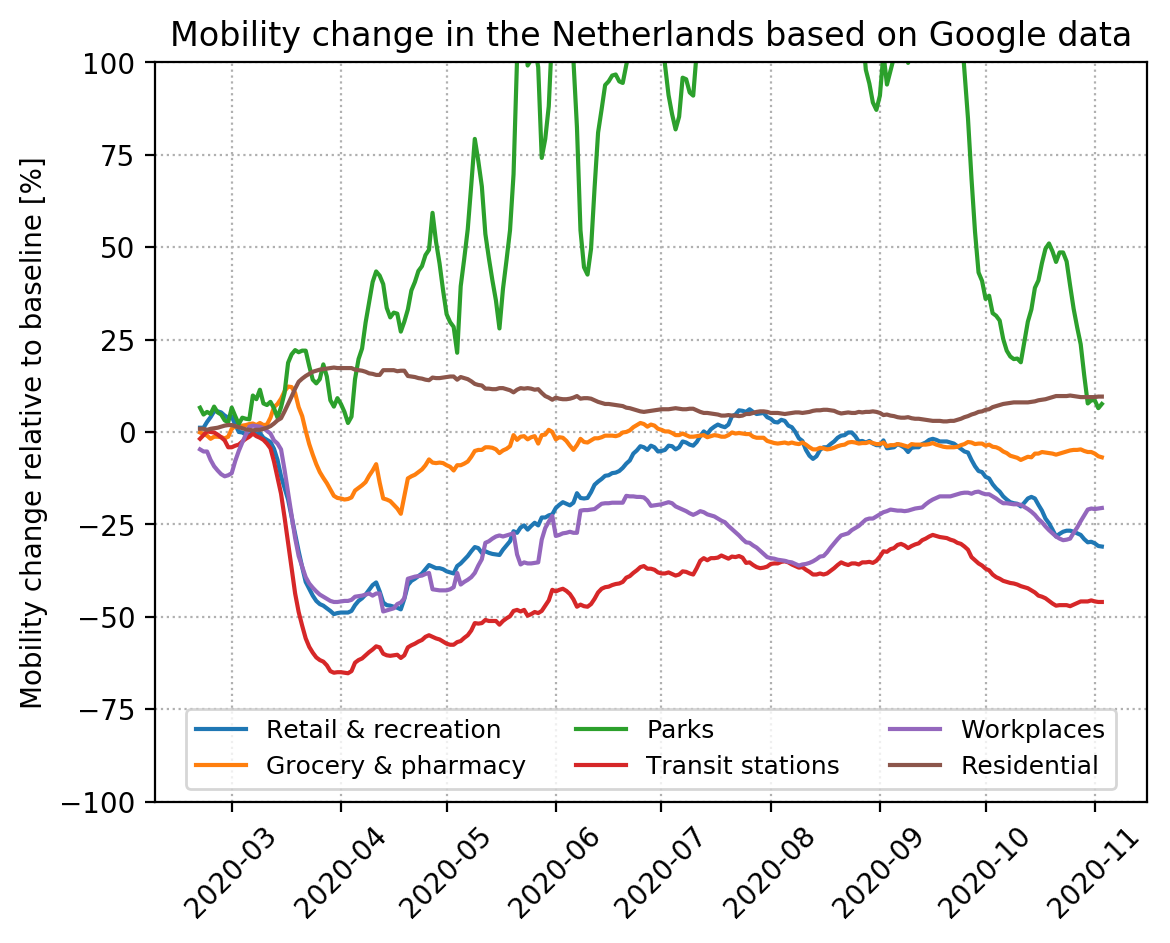 Mobility change in the Netherlands based on Google data
Mobility change relative to baseline [%]
100
75
50
25
0
−25
−50
−75
−100
Retail & recreation
Grocery & pharmacy
Parks
Transit stations
Workplaces
Residential
2020-03
2020-04
2020-05
2020-06
2020-07
2020-08
2020-09
2020-10
2020-11